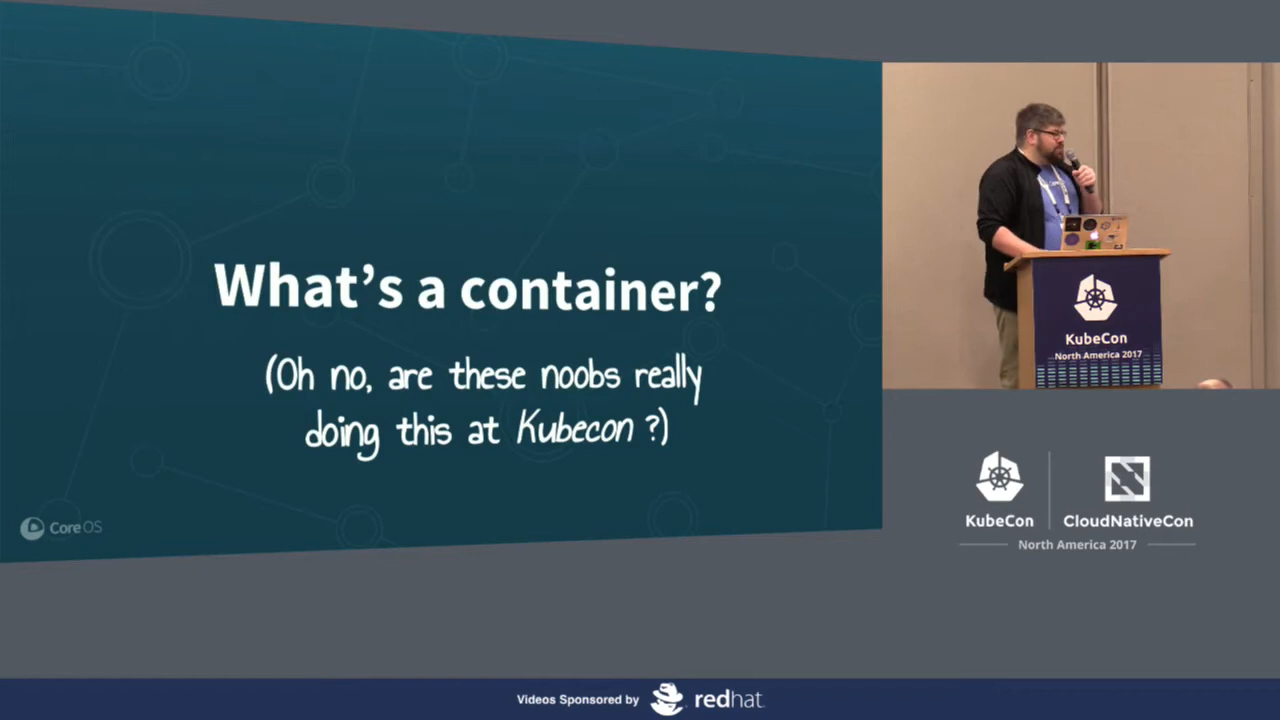 What's a container?
(Oh no, are these noobs really
doing this at Kubecon ?)
CoreOS
KubeCon
North America 2017
KubeCon
CloudNativeCon
North America 2017
Videos Sponsored by
redhat